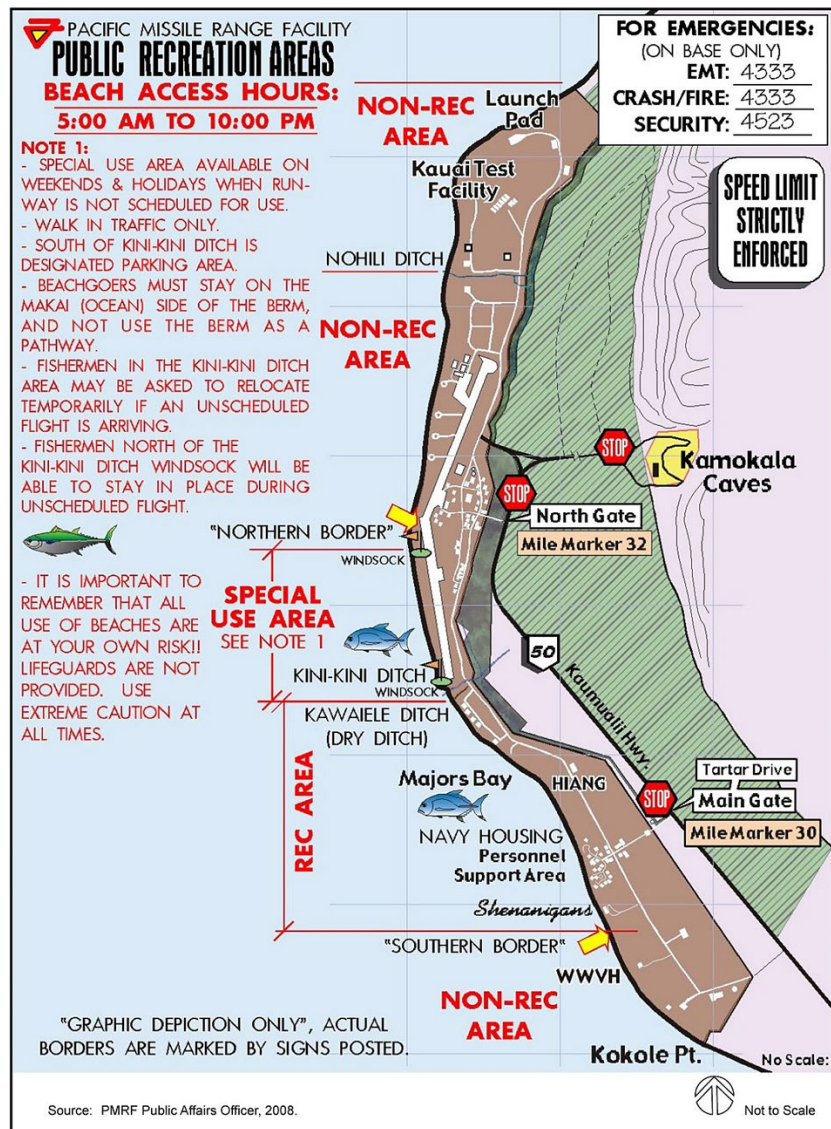 PACIFIC MISSILE RANGE FACILITY
PUBLIC RECREATION AREAS
BEACH ACCESS HOURS:
5:00 AM TO 10:00 PM
NOTE 1:
- SPECIAL USE AREA AVAILABLE ON
WEEKENDS & HOLIDAYS WHEN RUN-
WAY IS NOT SCHEDULED FOR USE.
- WALK IN TRAFFIC ONLY.
- SOUTH OF KINI-KINI DITCH IS
DESIGNATED PARKING AREA.
- BEACHGOERS MUST STAY ON THE
MAKAI (OCEAN) SIDE OF THE BERM,
AND NOT USE THE BERM AS A
PATHWAY.
- FISHERMEN IN THE KINI-KINI DITCH
AREA MAY BE ASKED TO RELOCATE
TEMPORARILY IF AN UNSCHEDULED
FLIGHT IS ARRIVING.
- FISHERMEN NORTH OF THE
KINI-KINI DITCH WINDSOCK WILL BE
ABLE TO STAY IN PLACE DURING
UNSCHEDULED FLIGHT.
- IT IS IMPORTANT TO
REMEMBER THAT ALL
USE OF BEACHES ARE
AT YOUR OWN RISK!!
LIFEGUARDS ARE NOT
PROVIDED. USE
EXTREME CAUTION AT
ALL TIMES.
FOR EMERGENCIES:
(ON BASE ONLY)
EMT: 4333
CRASH/FIRE: 4333
SECURITY: 4523
SPEED LIMIT
STRICTLY
ENFORCED
NON-REC
AREA
Launch
Pad
Kauai Test
Facility
NOHILI DITCH
NON-REC
AREA
STOP
Kamokala
Caves
STOP
North Gate
Mile Marker 32
"NORTHERN BORDER"
WINDSOCK
SPECIAL
USE AREA
SEE NOTE 1
KINI-KINI DITCH
WINDSOCK
KAWAIELE DITCH
(DRY DITCH)
50
Kaumualii Hwy.
REC AREA
Majors Bay
HIANG
STOP
Tartar Drive
Main Gate
Mile Marker 30
NAVY HOUSING
Personnel
Support Area
Shenanigans
"SOUTHERN BORDER"
WWVH
NON-REC
AREA
Kokole Pt.
No Scale:
"GRAPHIC DEPICTION ONLY", ACTUAL
BORDERS ARE MARKED BY SIGNS POSTED.
Source: PMRF Public Affairs Officer, 2008.
Not to Scale